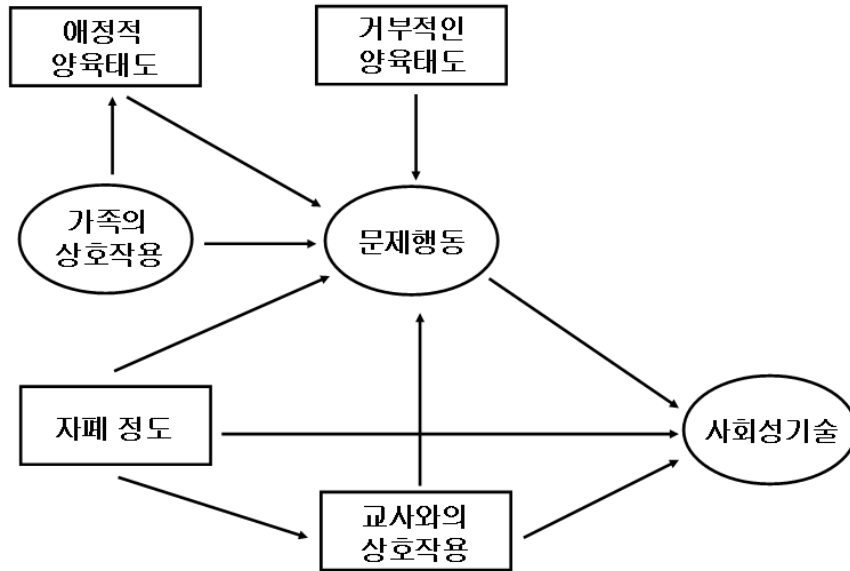 애정적
양육태도
거부적인
양육태도
가족의
상호작용
문제행동
자폐 정도
사회성기술
교사와의
상호작용